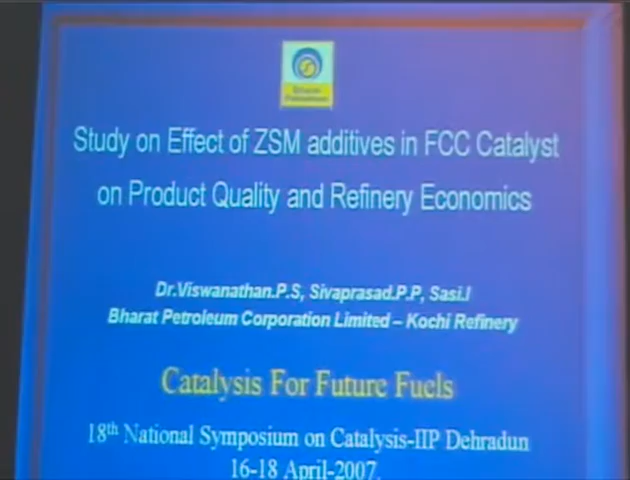 Bharat
Petroleum
Study on Effect of ZSM additives in FCC Catalyst
on Product Quality and Refinery Economics
Dr.Viswanathan.P.S, Sivaprasad.P.P, Sasi.I
Bharat Petroleum Corporation Limited – Kochi Refinery
Catalysis For Future Fuels
18th National Symposium on Catalysis-IIP Dehradun
16-18 April-2007.